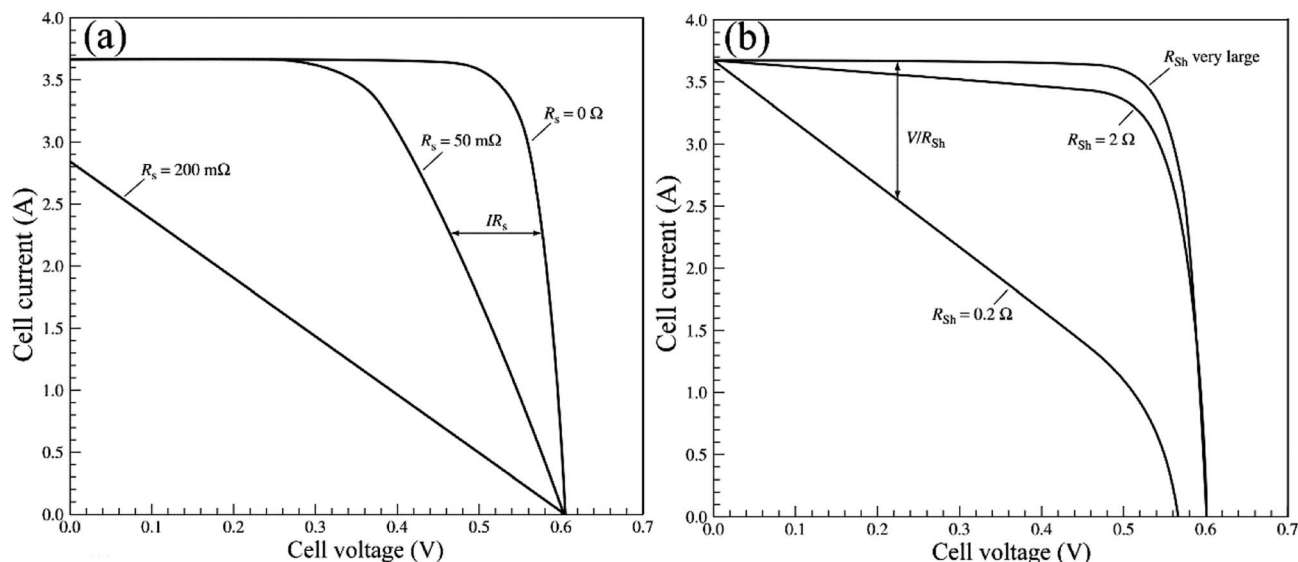 (a)
4.0
3.5
3.0
2.5
2.0
1.5
1.0
0.5
0.0
Cell current (A)
R_s = 0 Ω
R_s = 50 mΩ
R_s = 200 mΩ
IR_s
0.0 0.1 0.2 0.3 0.4 0.5 0.6 0.7
Cell voltage (V)
(b)
4.0
3.5
3.0
2.5
2.0
1.5
1.0
0.5
0.0
Cell current (A)
R_Sh very large
V/R_Sh
R_Sh = 2 Ω
R_Sh = 0.2 Ω
0.0 0.1 0.2 0.3 0.4 0.5 0.6 0.7
Cell voltage (V)